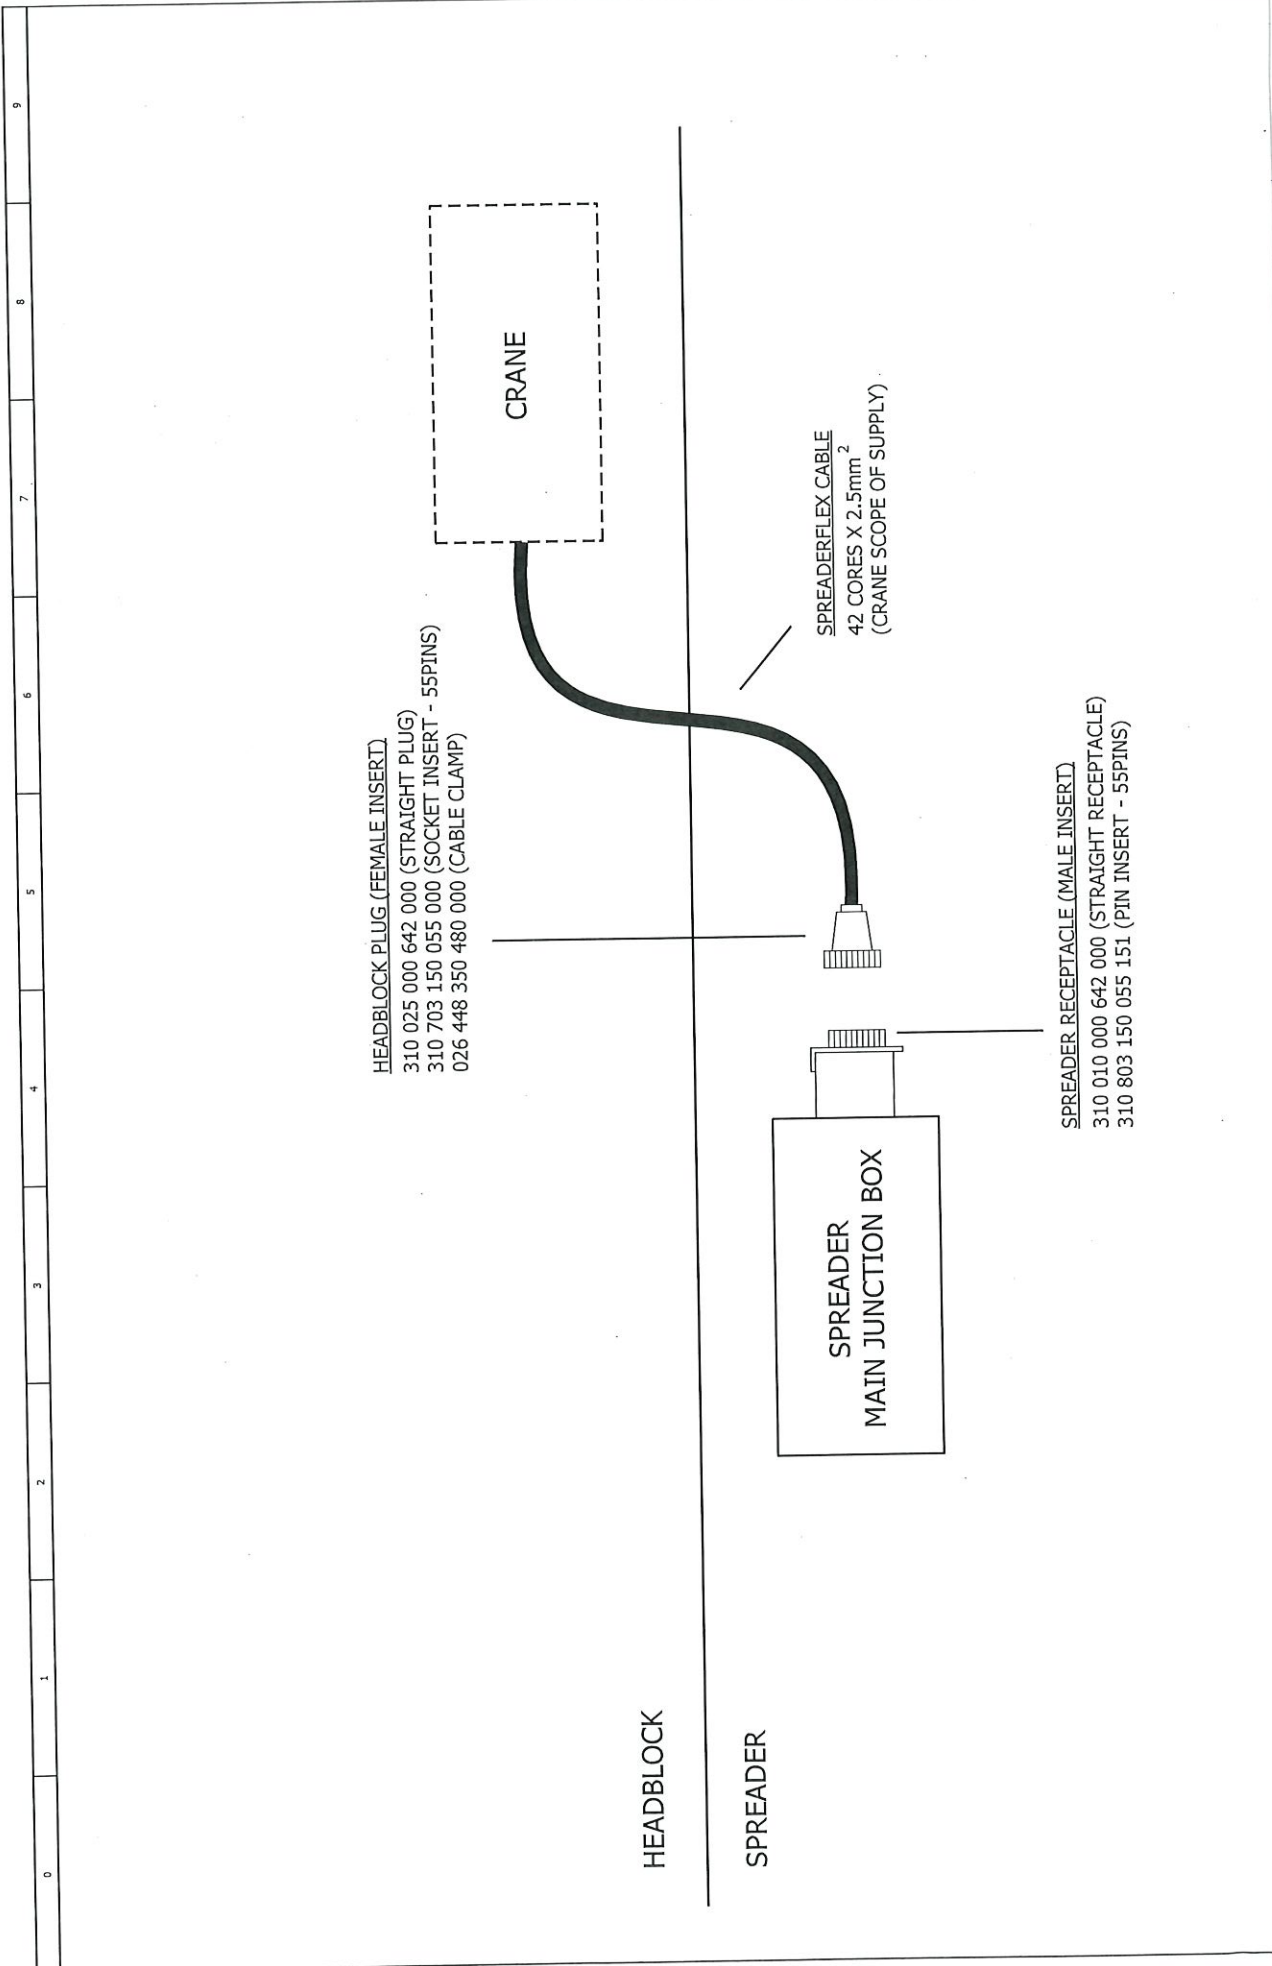 0 1 2 3 4 5 6 7 8 9
HEADBLOCK PLUG (FEMALE INSERT)
310 025 000 642 000 (STRAIGHT PLUG)
310 703 150 055 000 (SOCKET INSERT - 55PINS)
026 448 350 480 000 (CABLE CLAMP)
CRANE
HEADBLOCK
SPREADER
SPREADERFLEX CABLE
42 CORES X 2.5mm²
(CRANE SCOPE OF SUPPLY)
SPREADER
MAIN JUNCTION BOX
SPREADER RECEPTACLE (MALE INSERT)
310 010 000 642 000 (STRAIGHT RECEPTACLE)
310 803 150 055 151 (PIN INSERT - 55PINS)